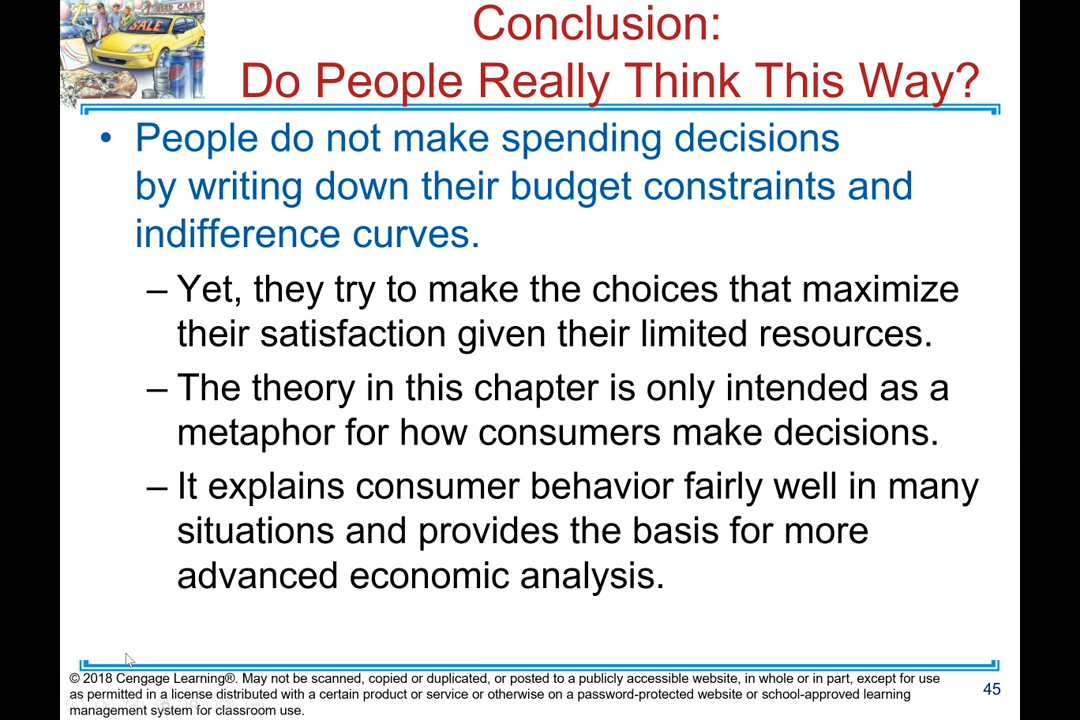 USED CARS
SALE
Conclusion:
Do People Really Think This Way?
• People do not make spending decisions
by writing down their budget constraints and
indifference curves.
– Yet, they try to make the choices that maximize
their satisfaction given their limited resources.
– The theory in this chapter is only intended as a
metaphor for how consumers make decisions.
– It explains consumer behavior fairly well in many
situations and provides the basis for more
advanced economic analysis.
© 2018 Cengage Learning®. May not be scanned, copied or duplicated, or posted to a publicly accessible website, in whole or in part, except for use
as permitted in a license distributed with a certain product or service or otherwise on a password-protected website or school-approved learning
management system for classroom use.
45